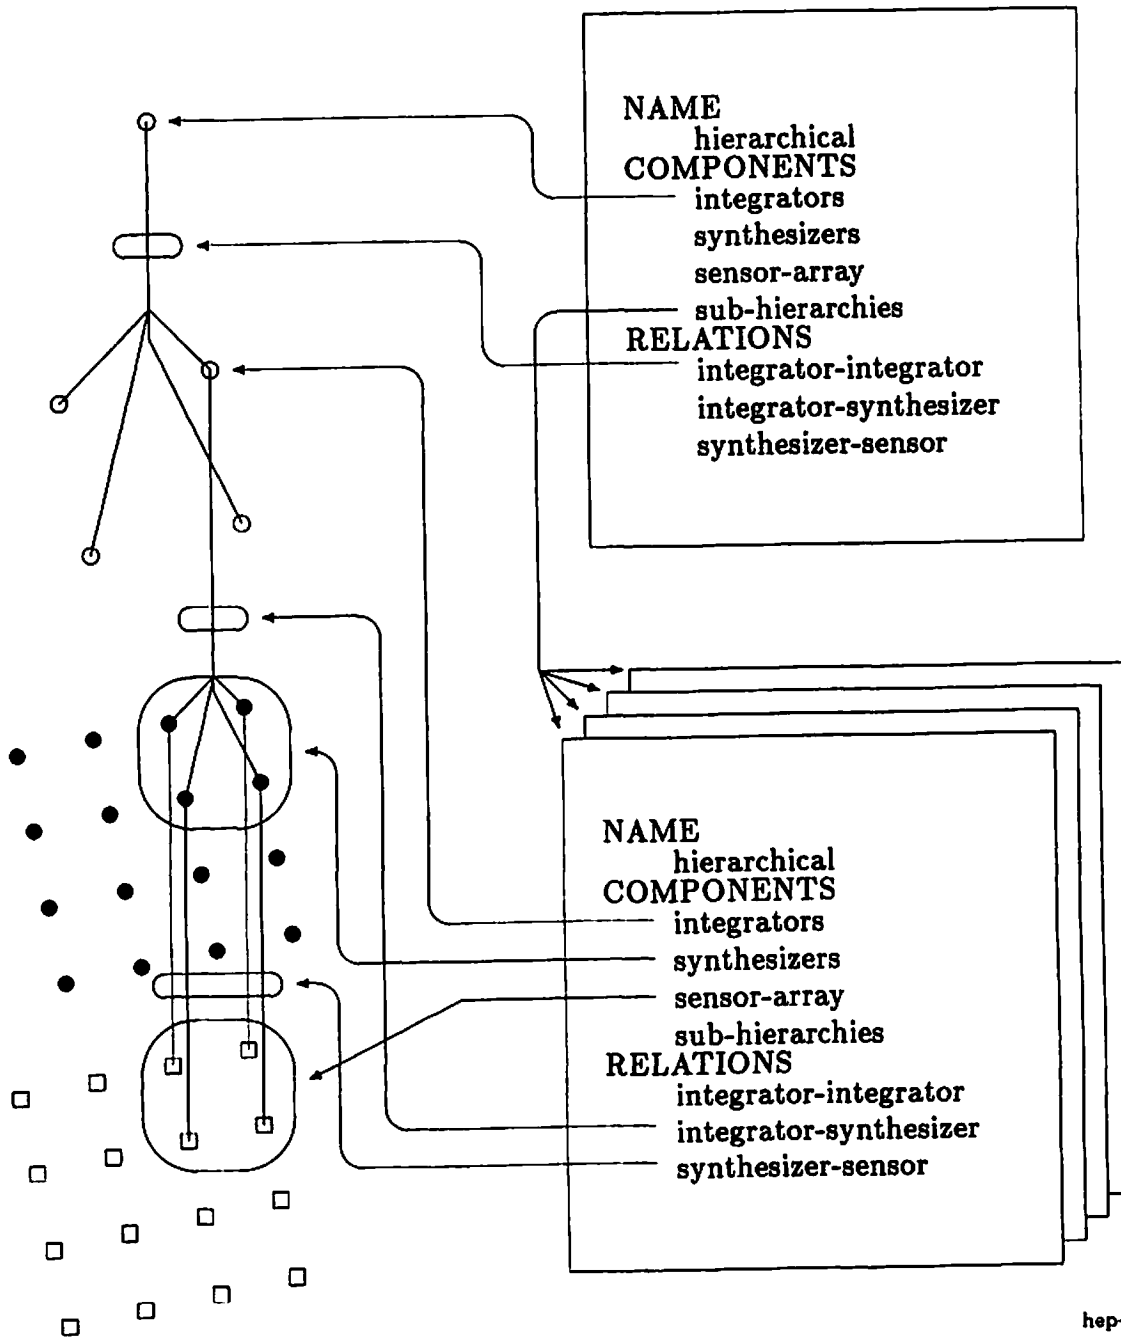 NAME
hierarchical
COMPONENTS
integrators
synthesizers
sensor-array
sub-hierarchies
RELATIONS
integrator-integrator
integrator-synthesizer
synthesizer-sensor
NAME
hierarchical
COMPONENTS
integrators
synthesizers
sensor-array
sub-hierarchies
RELATIONS
integrator-integrator
integrator-synthesizer
synthesizer-sensor
hep-